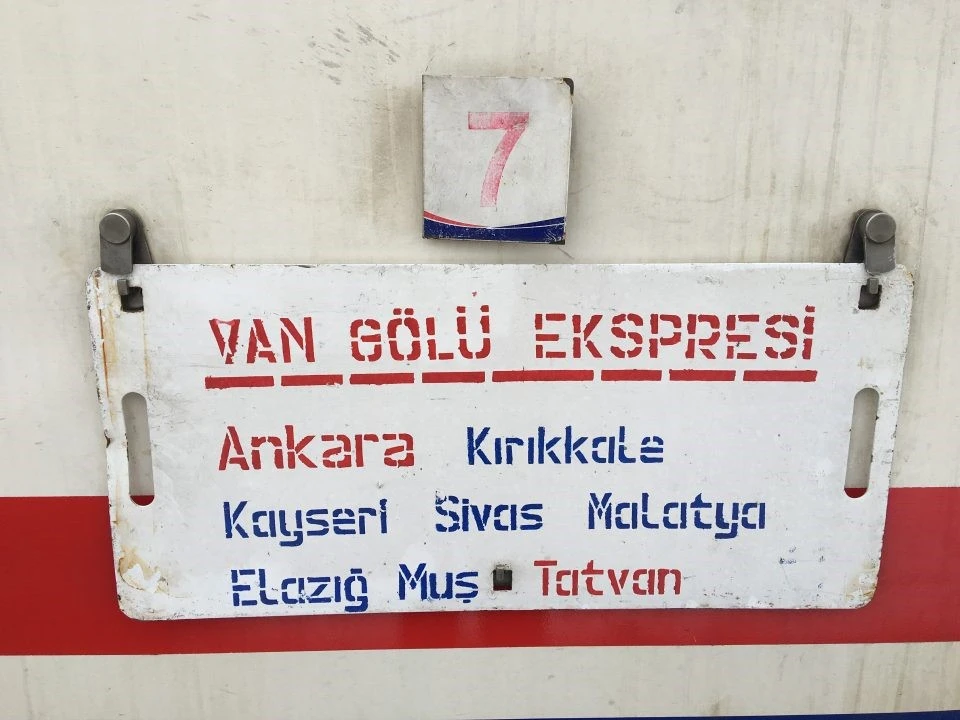 7
VAN GÖLÜ EKSPRESİ
Ankara Kırıkkale
Kayseri Sivas Malatya
Elazığ Muş Tatvan